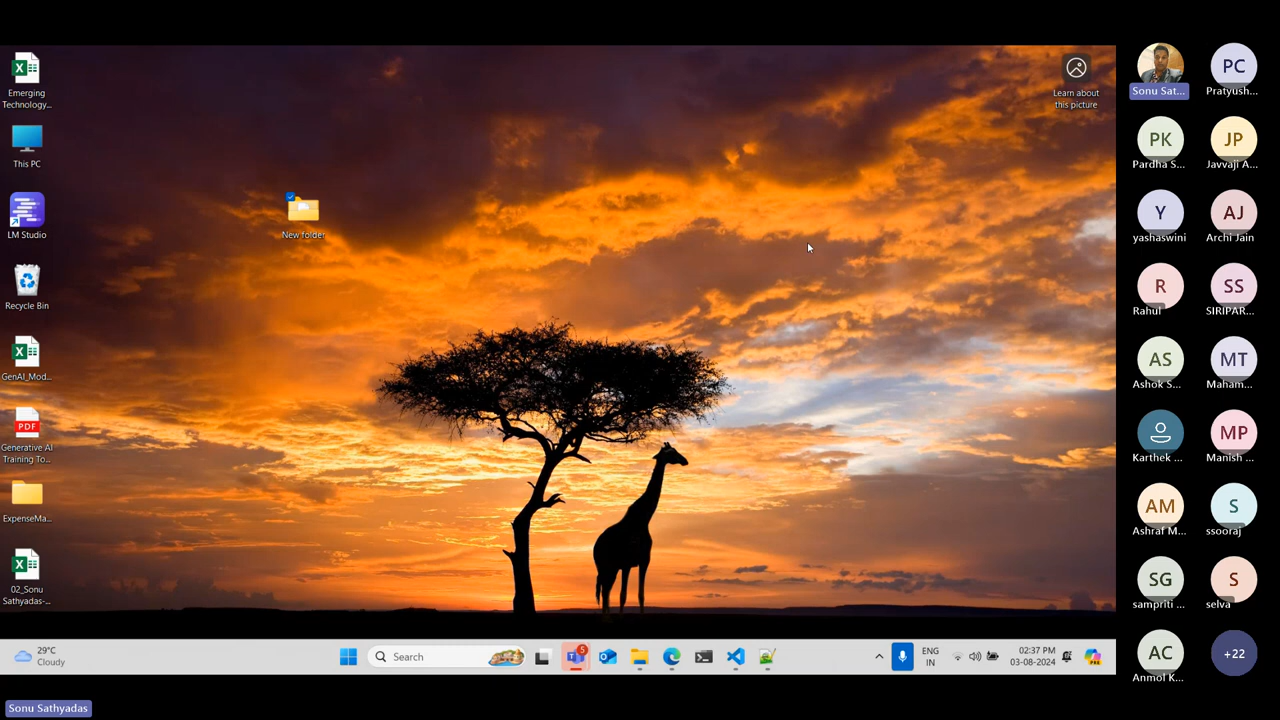 Emerging
Technology...
This PC
LM Studio
Recycle Bin
GenAI_Mod...
PDF
Generative AI
Training To...
ExpenseMa...
02_Sonu
Sathyadas-...
New folder
Learn about
this picture
29°C
Cloudy
Search
5
ENG
IN
02:37 PM
03-08-2024
PRE
Sonu Sathyadas
Sonu Sat...
PC
Pratyush...
PK
Pardha S...
JP
Javvaji A...
Y
yashaswini
AJ
Archi Jain
R
Rahul
SS
SIRIPAR...
AS
Ashok S...
MT
Maham...
Karthek ...
MP
Manish ...
AM
Ashraf M...
S
ssooraj
SG
sampriti ...
S
selva
AC
Anmol K...
+22